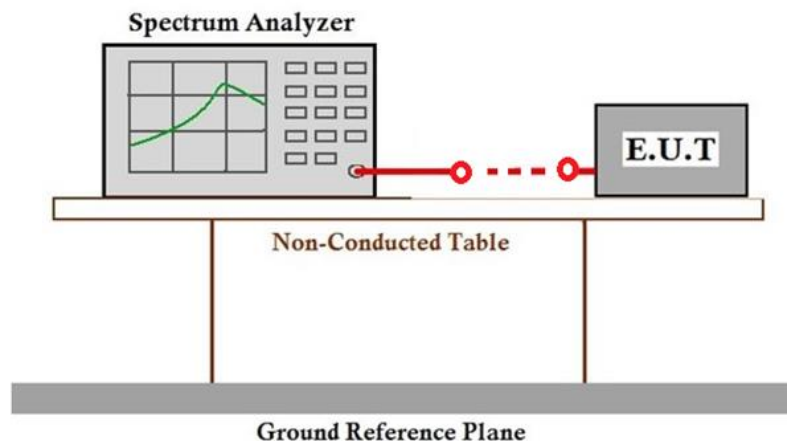 Spectrum Analyzer
E.U.T
Non-Conducted Table
Ground Reference Plane